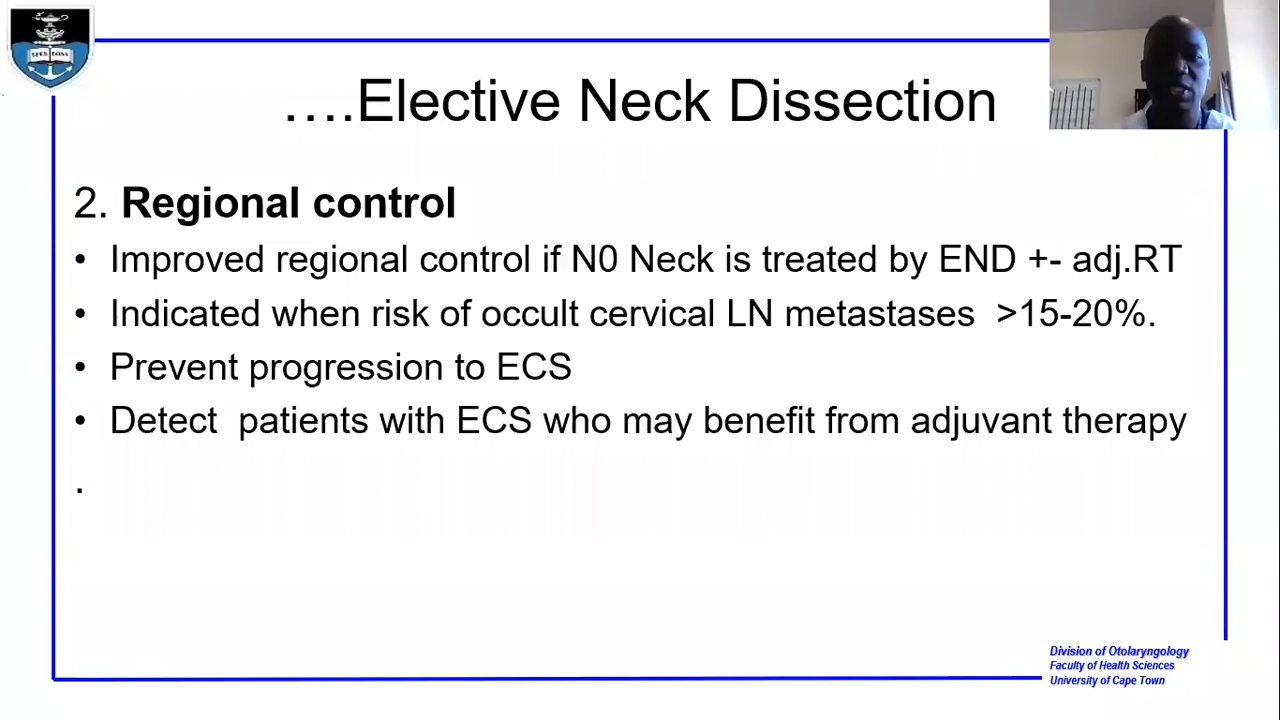 ….Elective Neck Dissection
2. Regional control
• Improved regional control if N0 Neck is treated by END +- adj.RT
• Indicated when risk of occult cervical LN metastases >15-20%.
• Prevent progression to ECS
• Detect patients with ECS who may benefit from adjuvant therapy
.
Division of Otolaryngology
Faculty of Health Sciences
University of Cape Town
SPES BONA